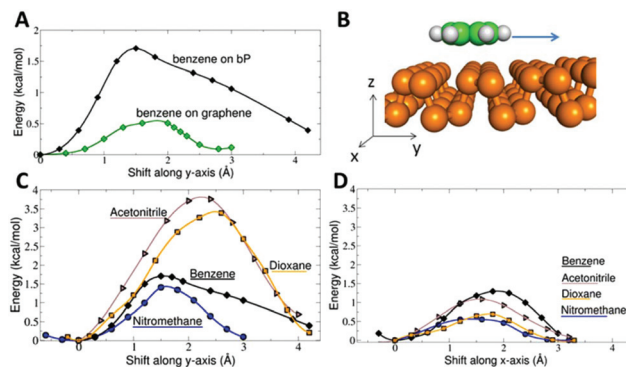 A
Energy (kcal/mol)
2
1.5
1
0.5
0
benzene on bP
benzene on graphene
0
1
2
3
4
Shift along y-axis (Å)
B
z
x
y
C
Energy (kcal/mol)
4
3.5
3
2.5
2
1.5
1
0.5
0
Acetonitrile
Dioxane
Benzene
Nitromethane
0
1
2
3
4
Shift along y-axis (Å)
D
Energy (kcal/mol)
4
3.5
3
2.5
2
1.5
1
0.5
0
Benzene
Acetonitrile
Dioxane
Nitromethane
0
1
2
3
4
Shift along x-axis (Å)